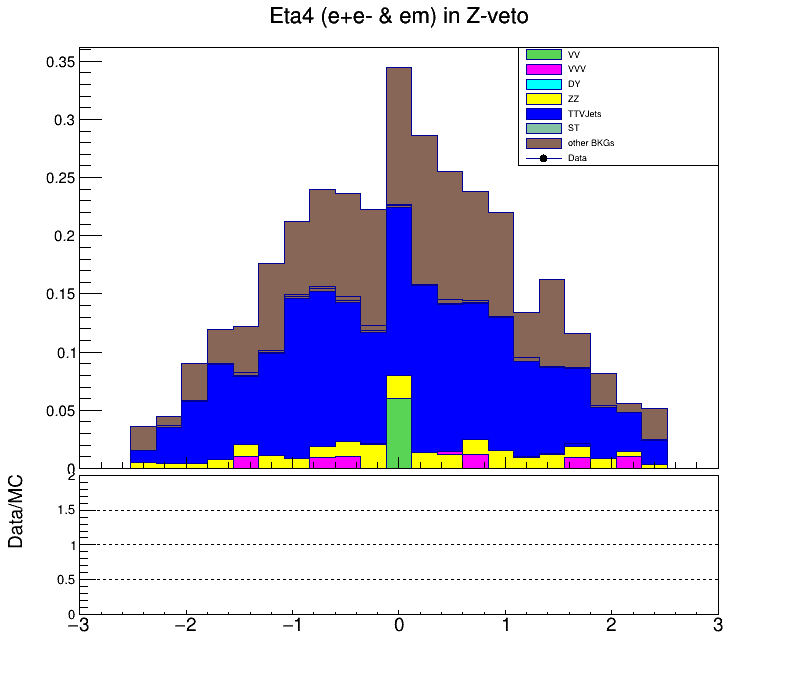 Eta4 (e+e- & em) in Z-veto
VV
VVV
DY
ZZ
TTVJets
ST
other BKGs
Data
0.35
0.3
0.25
0.2
0.15
0.1
0.05
0
Data/MC
2
1.5
1
0.5
0
−3 −2 −1 0 1 2 3